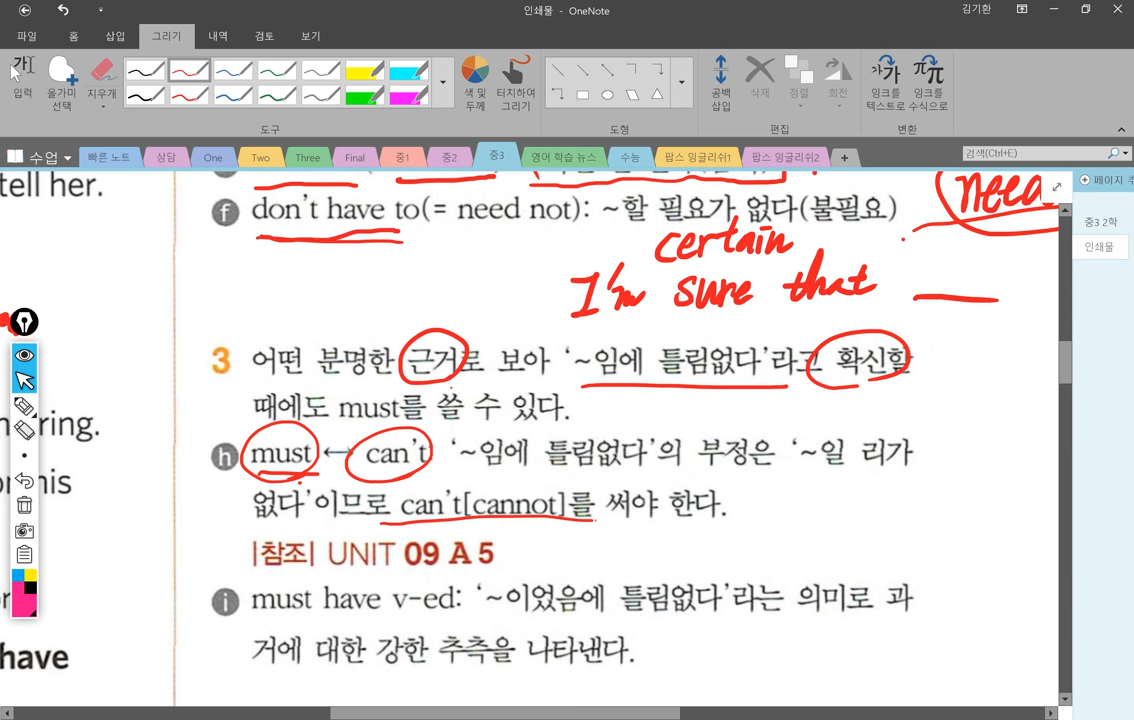 인쇄물 - OneNote
김기환
파일 홈 삽입 그리기 내역 검토 보기
입력 올가미 선택 지우개 색 및 두께 터치하여 그리기 공백 삽입 삭제 정렬 회전 잉크를 텍스트로 잉크를 수식으로
도구 도형 편집 변환
수업 빠른 노트 상담 One Two Three Final 중1 중2 중3 영어 학습 뉴스 수능 팝스 잉글리쉬1 팝스 잉글리쉬2 + 검색(Ctrl+E)
페이지 추
중3 2학
인쇄물
tell her.
need
f don't have to(= need not): ~할 필요가 없다(불필요)
certain
I'm sure that
3 어떤 분명한 근거로 보아 '~임에 틀림없다'라고 확신할
때에도 must를 쓸 수 있다.
ring.
h must ↔ can't '~임에 틀림없다'의 부정은 '~일 리가
his
없다'이므로 can't[cannot]를 써야 한다.
|참조| UNIT 09 A 5
i must have v-ed: '~이었음에 틀림없다'라는 의미로 과
거에 대한 강한 추측을 나타낸다.
have